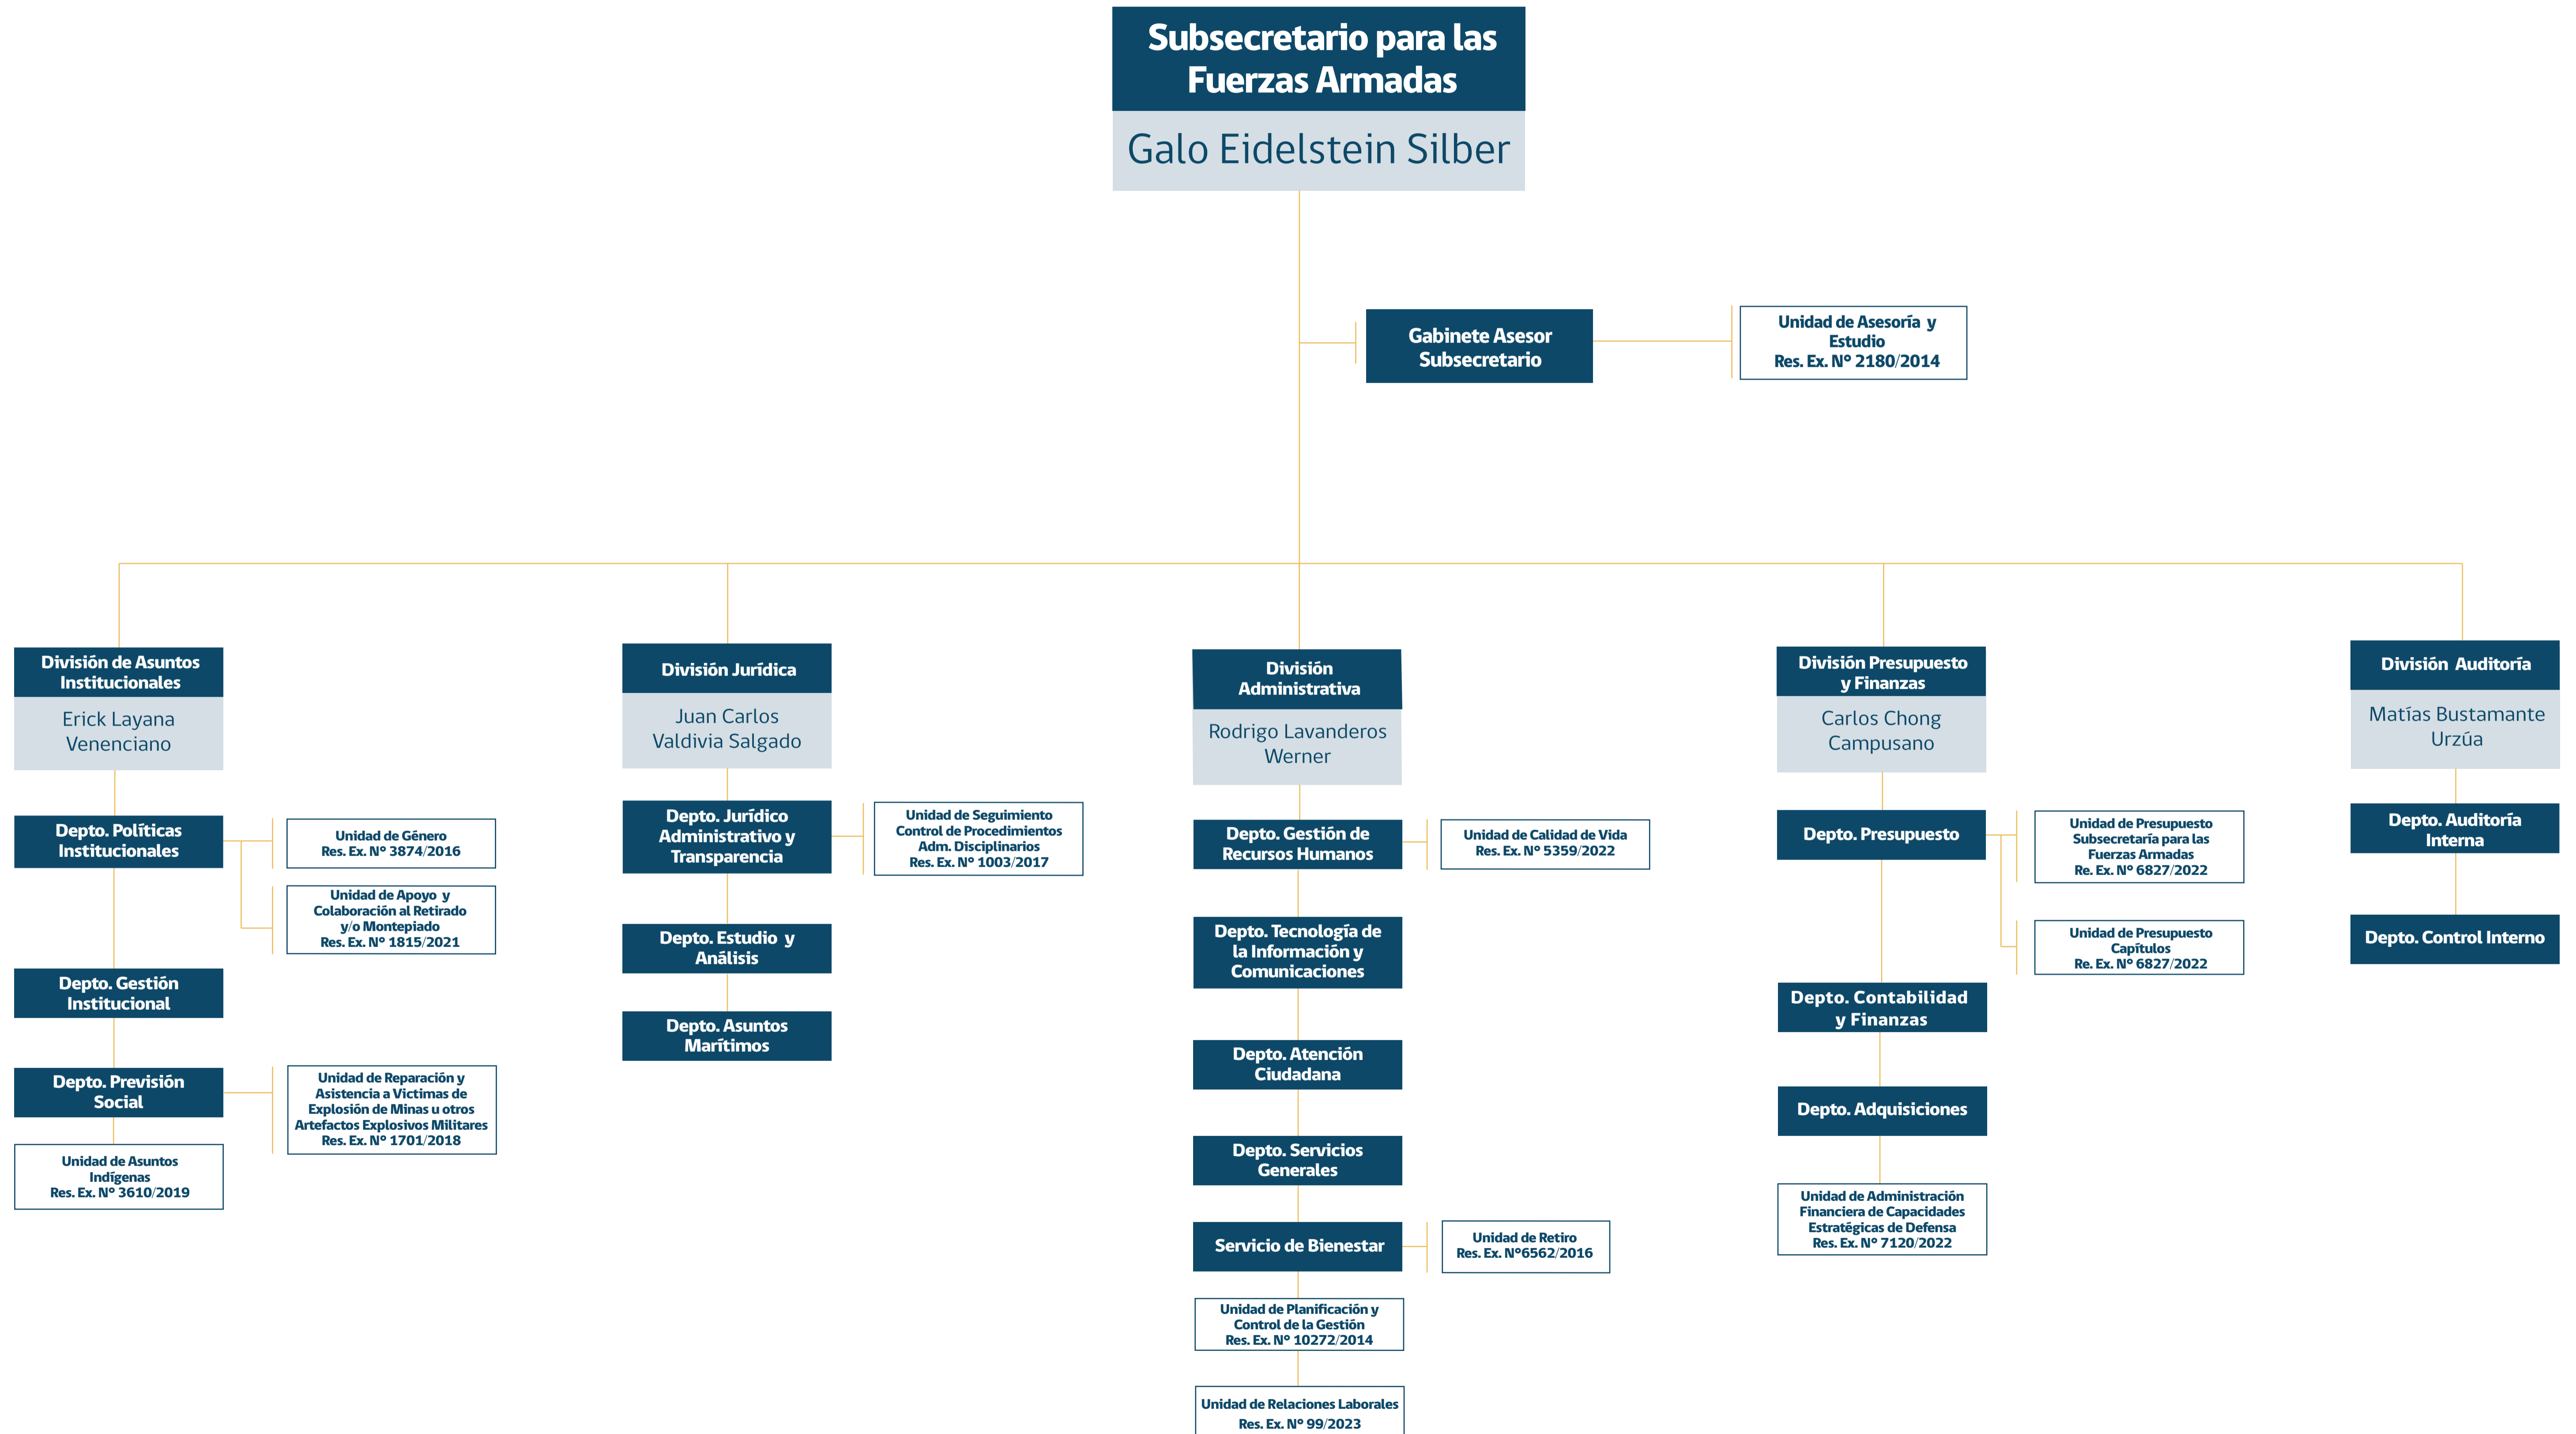 Subsecretario para las
Fuerzas Armadas
Galo Eidelstein Silber
Gabinete Asesor
Subsecretario
Unidad de Asesoría y
Estudio
Res. Ex. N° 2180/2014
División de Asuntos
Institucionales
Erick Layana
Venenciano
Depto. Políticas
Institucionales
Unidad de Género
Res. Ex. N° 3874/2016
Unidad de Apoyo y
Colaboración al Retirado
y/o Montepiado
Res. Ex. N° 1815/2021
Depto. Gestión
Institucional
Depto. Previsión
Social
Unidad de Reparación y
Asistencia a Victimas de
Explosión de Minas u otros
Artefactos Explosivos Militares
Res. Ex. N° 1701/2018
Unidad de Asuntos
Indígenas
Res. Ex. N° 3610/2019
División Jurídica
Juan Carlos
Valdivia Salgado
Depto. Jurídico
Administrativo y
Transparencia
Unidad de Seguimiento
Control de Procedimientos
Adm. Disciplinarios
Res. Ex. N° 1003/2017
Depto. Estudio y
Análisis
Depto. Asuntos
Marítimos
División
Administrativa
Rodrigo Lavanderos
Werner
Depto. Gestión de
Recursos Humanos
Unidad de Calidad de Vida
Res. Ex. N° 5359/2022
Depto. Tecnología de
la Información y
Comunicaciones
Depto. Atención
Ciudadana
Depto. Servicios
Generales
Servicio de Bienestar
Unidad de Retiro
Res. Ex. N°6562/2016
Unidad de Planificación y
Control de la Gestión
Res. Ex. N° 10272/2014
Unidad de Relaciones Laborales
Res. Ex. N° 99/2023
División Presupuesto
y Finanzas
Carlos Chong
Campusano
Depto. Presupuesto
Unidad de Presupuesto
Subsecretaría para las
Fuerzas Armadas
Re. Ex. N° 6827/2022
Unidad de Presupuesto
Capítulos
Re. Ex. N° 6827/2022
Depto. Contabilidad
y Finanzas
Depto. Adquisiciones
Unidad de Administración
Financiera de Capacidades
Estratégicas de Defensa
Res. Ex. N° 7120/2022
División Auditoría
Matías Bustamante
Urzúa
Depto. Auditoría
Interna
Depto. Control Interno